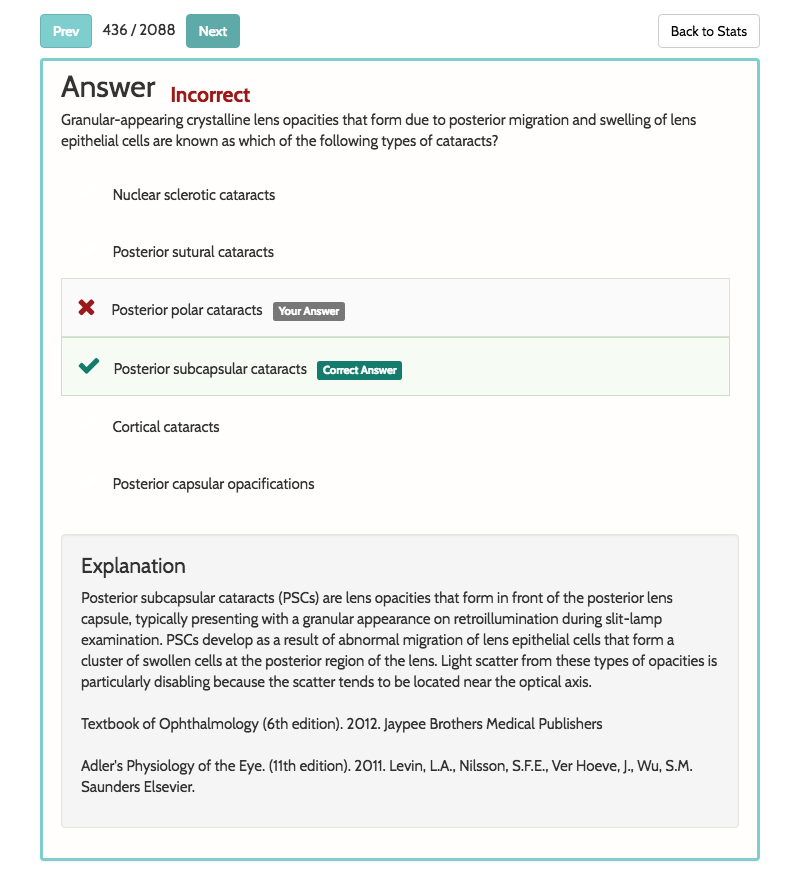 Prev 436 / 2088 Next Back to Stats
Answer Incorrect
Granular-appearing crystalline lens opacities that form due to posterior migration and swelling of lens
epithelial cells are known as which of the following types of cataracts?
Nuclear sclerotic cataracts
Posterior sutural cataracts
Posterior polar cataracts Your Answer
Posterior subcapsular cataracts Correct Answer
Cortical cataracts
Posterior capsular opacifications
Explanation
Posterior subcapsular cataracts (PSCs) are lens opacities that form in front of the posterior lens
capsule, typically presenting with a granular appearance on retroillumination during slit-lamp
examination. PSCs develop as a result of abnormal migration of lens epithelial cells that form a
cluster of swollen cells at the posterior region of the lens. Light scatter from these types of opacities is
particularly disabling because the scatter tends to be located near the optical axis.
Textbook of Ophthalmology (6th edition). 2012. Jaypee Brothers Medical Publishers
Adler's Physiology of the Eye. (11th edition). 2011. Levin, L.A., Nilsson, S.F.E., Ver Hoeve, J., Wu, S.M.
Saunders Elsevier.